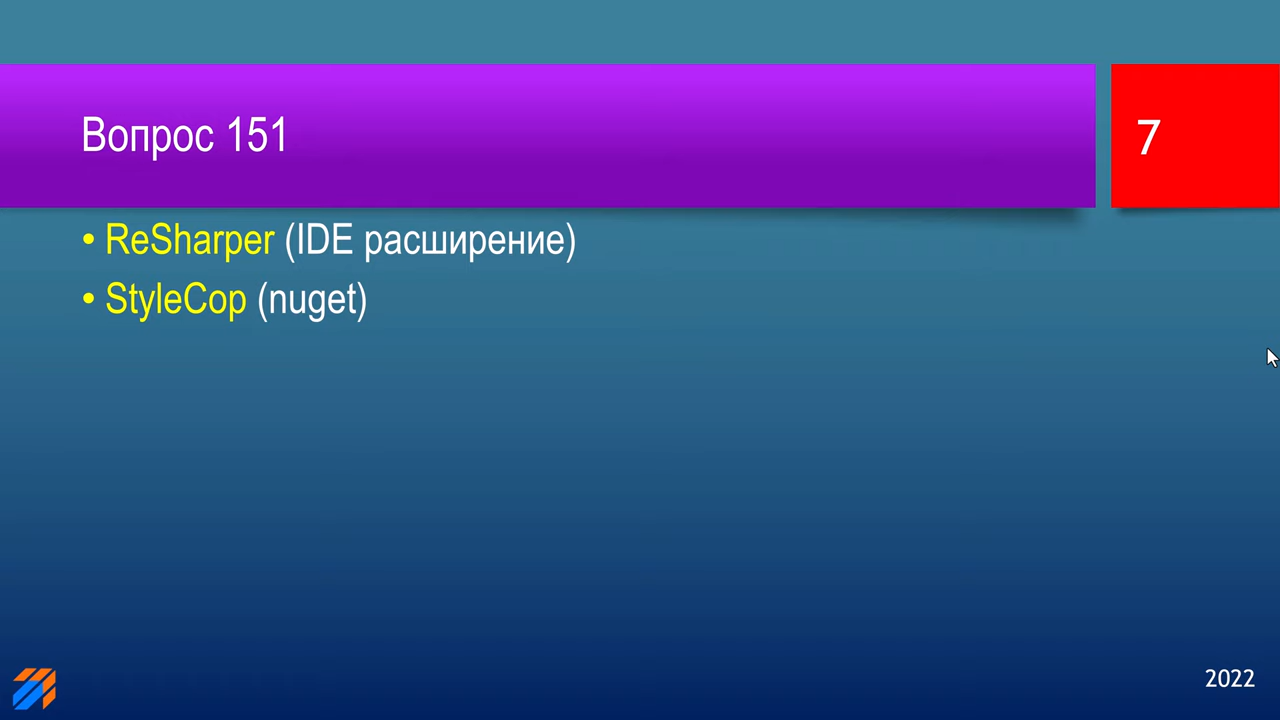 Вопрос 151
7
• ReSharper (IDE расширение)
• StyleCop (nuget)
2022